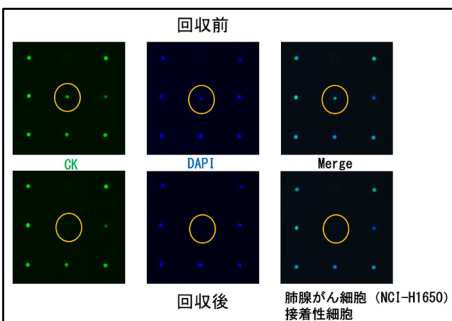 回収前
CK
DAPI
Merge
回収後
肺腺がん細胞 (NCI-H1650)
接着性細胞